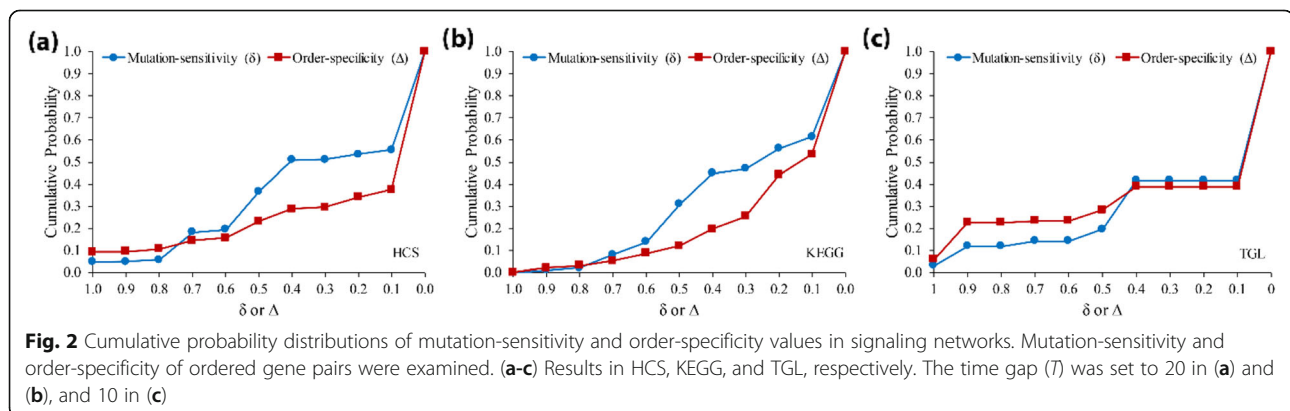 (a)
1.0
0.9
0.8
0.7
0.6
0.5
0.4
0.3
0.2
0.1
0.0
Cumulative Probability
Mutation-sensitivity (δ)
Order-specificity (Δ)
HCS
1.0 0.9 0.8 0.7 0.6 0.5 0.4 0.3 0.2 0.1 0.0
δ or Δ
(b)
1.0
0.9
0.8
0.7
0.6
0.5
0.4
0.3
0.2
0.1
0.0
Cumulative Probability
Mutation-sensitivity (δ)
Order-specificity (Δ)
KEGG
1.0 0.9 0.8 0.7 0.6 0.5 0.4 0.3 0.2 0.1 0.0
δ or Δ
(c)
1.0
0.9
0.8
0.7
0.6
0.5
0.4
0.3
0.2
0.1
0.0
Cumulative Probability
Mutation-sensitivity (δ)
Order-specificity (Δ)
TGL
1 0.9 0.8 0.7 0.6 0.5 0.4 0.3 0.2 0.1 0
δ or Δ
Fig. 2 Cumulative probability distributions of mutation-sensitivity and order-specificity values in signaling networks. Mutation-sensitivity and
order-specificity of ordered gene pairs were examined. (a-c) Results in HCS, KEGG, and TGL, respectively. The time gap (T) was set to 20 in (a) and
(b), and 10 in (c)